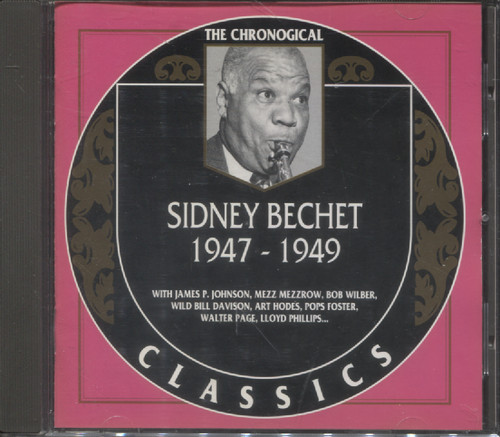 THE CHRONOGICAL
SIDNEY BECHET
1947 - 1949
WITH JAMES P. JOHNSON, MEZZ MEZZROW, BOB WILBER,
WILD BILL DAVISON, ART HODES, POPS FOSTER,
WALTER PAGE, LLOYD PHILLIPS...
CLASSICS